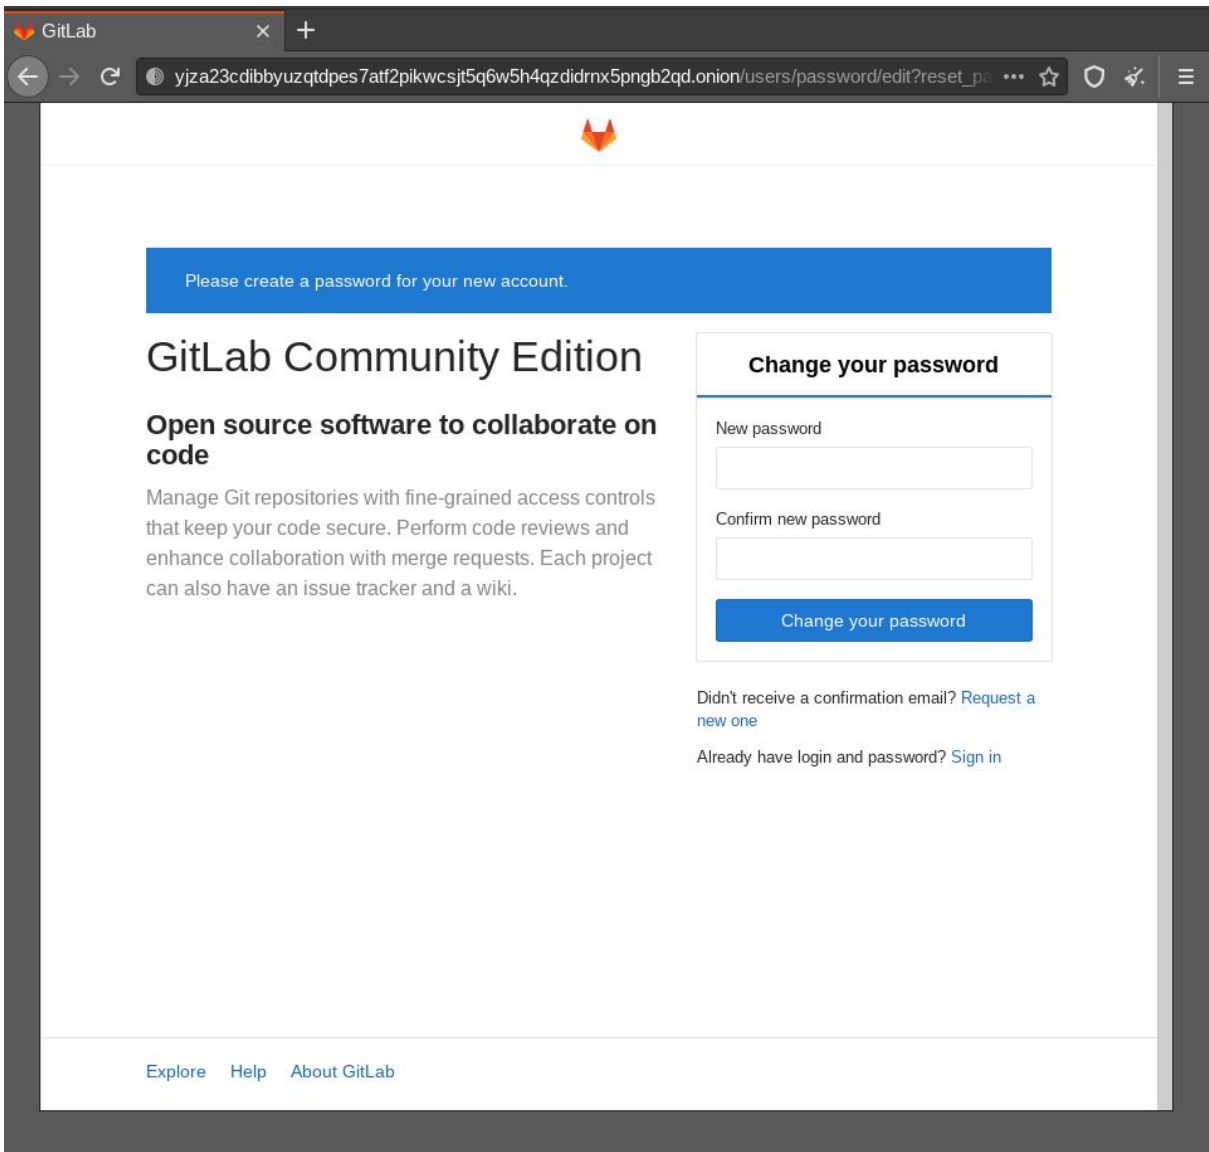 GitLab
yjza23cdibbyuzqtdpes7atf2pikwcsjt5q6w5h4qzdidrnx5pngb2qd.onion/users/password/edit?reset_pa
Please create a password for your new account.
GitLab Community Edition
Open source software to collaborate on
code
Manage Git repositories with fine-grained access controls
that keep your code secure. Perform code reviews and
enhance collaboration with merge requests. Each project
can also have an issue tracker and a wiki.
Change your password
New password
Confirm new password
Change your password
Didn't receive a confirmation email? Request a
new one
Already have login and password? Sign in
Explore Help About GitLab